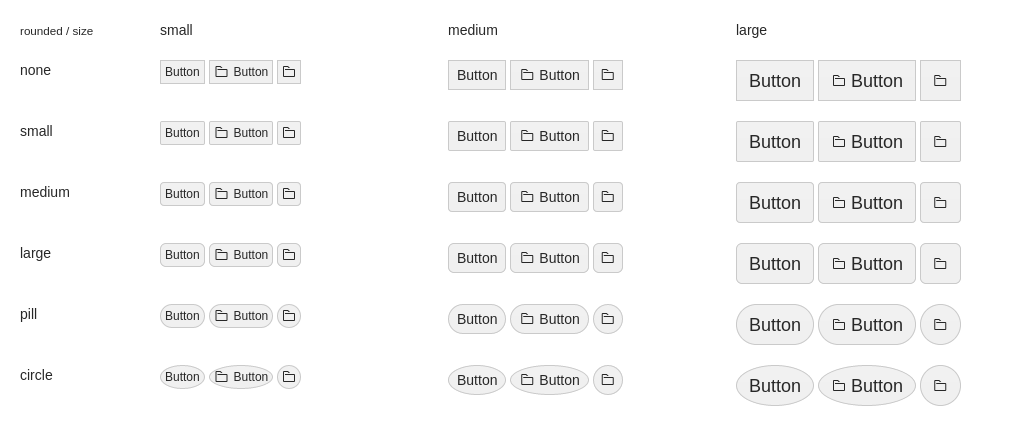 rounded / size small medium large
none Button Button Button Button Button Button
small Button Button Button Button Button Button
medium Button Button Button Button Button Button
large Button Button Button Button Button Button
pill Button Button Button Button Button Button
circle Button Button Button Button Button Button